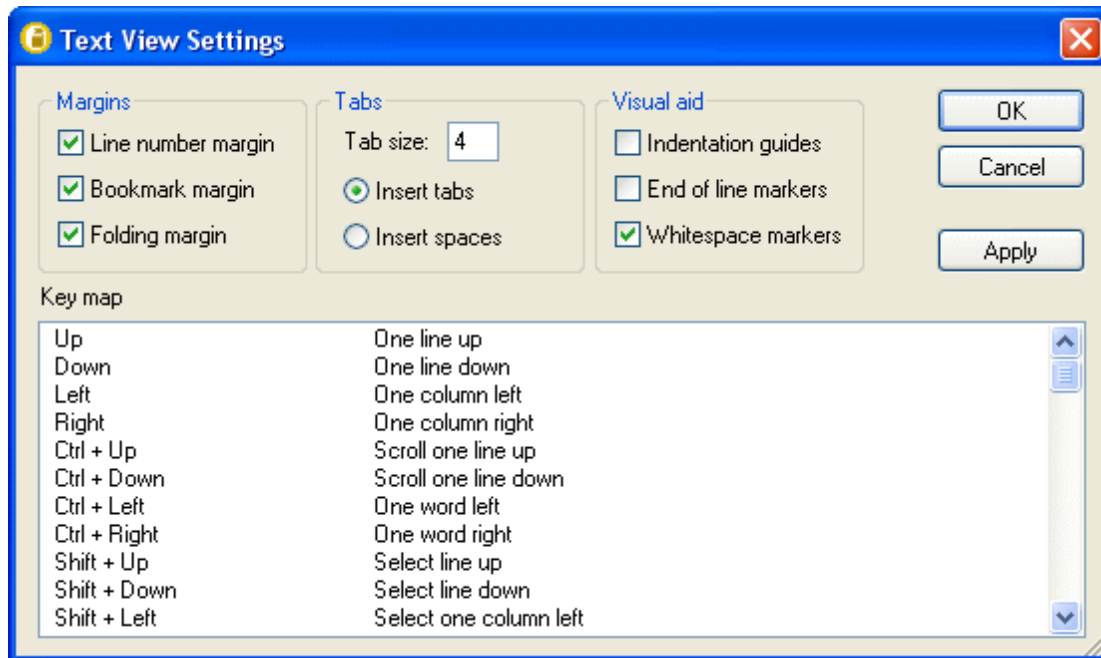 Text View Settings
Margins
Line number margin
Bookmark margin
Folding margin
Tabs
Tab size: 4
Insert tabs
Insert spaces
Visual aid
Indentation guides
End of line markers
Whitespace markers
OK
Cancel
Apply
Key map
Up One line up
Down One line down
Left One column left
Right One column right
Ctrl + Up Scroll one line up
Ctrl + Down Scroll one line down
Ctrl + Left One word left
Ctrl + Right One word right
Shift + Up Select line up
Shift + Down Select line down
Shift + Left Select one column left